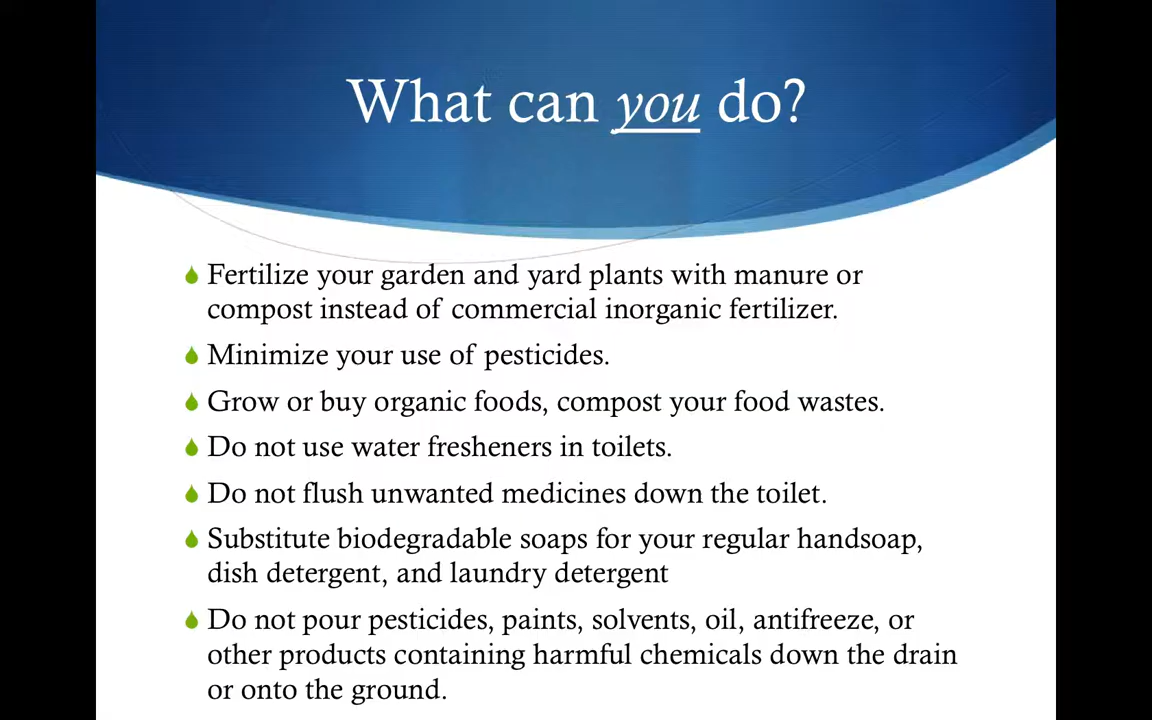 What can you do?
Fertilize your garden and yard plants with manure or
compost instead of commercial inorganic fertilizer.
Minimize your use of pesticides.
Grow or buy organic foods, compost your food wastes.
Do not use water fresheners in toilets.
Do not flush unwanted medicines down the toilet.
Substitute biodegradable soaps for your regular handsoap,
dish detergent, and laundry detergent
Do not pour pesticides, paints, solvents, oil, antifreeze, or
other products containing harmful chemicals down the drain
or onto the ground.